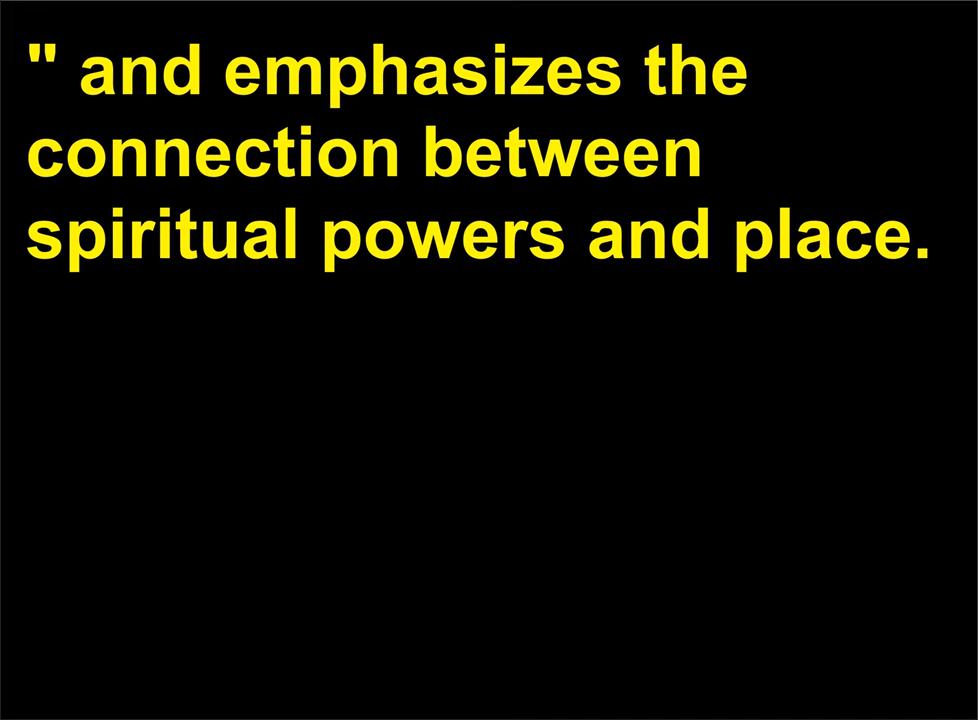 " and emphasizes the
connection between
spiritual powers and place.